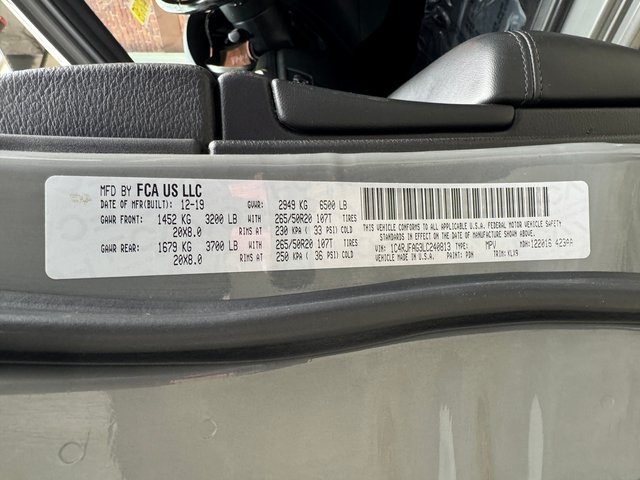 MFD BY FCA US LLC
DATE OF MFR(BUILT): 12-19 GVWR: 2949 KG 6500 LB
GAWR FRONT: 1452 KG 3200 LB WITH 265/50R20 107T TIRES
20X8.0 RIMS AT 230 KPA ( 33 PSI) COLD
GAWR REAR: 1679 KG 3700 LB WITH 265/50R20 107T TIRES
20X8.0 RIMS AT 250 KPA ( 36 PSI) COLD
THIS VEHICLE CONFORMS TO ALL APPLICABLE U.S.A. FEDERAL MOTOR VEHICLE SAFETY
STANDARDS IN EFFECT ON THE DATE OF MANUFACTURE SHOWN ABOVE.
VIN: 1C4RJFAG3LC240813 TYPE: MPV MDH: 122016 423AA
VEHICLE MADE IN U.S.A. PAINT: PDN TRIM: KLX9